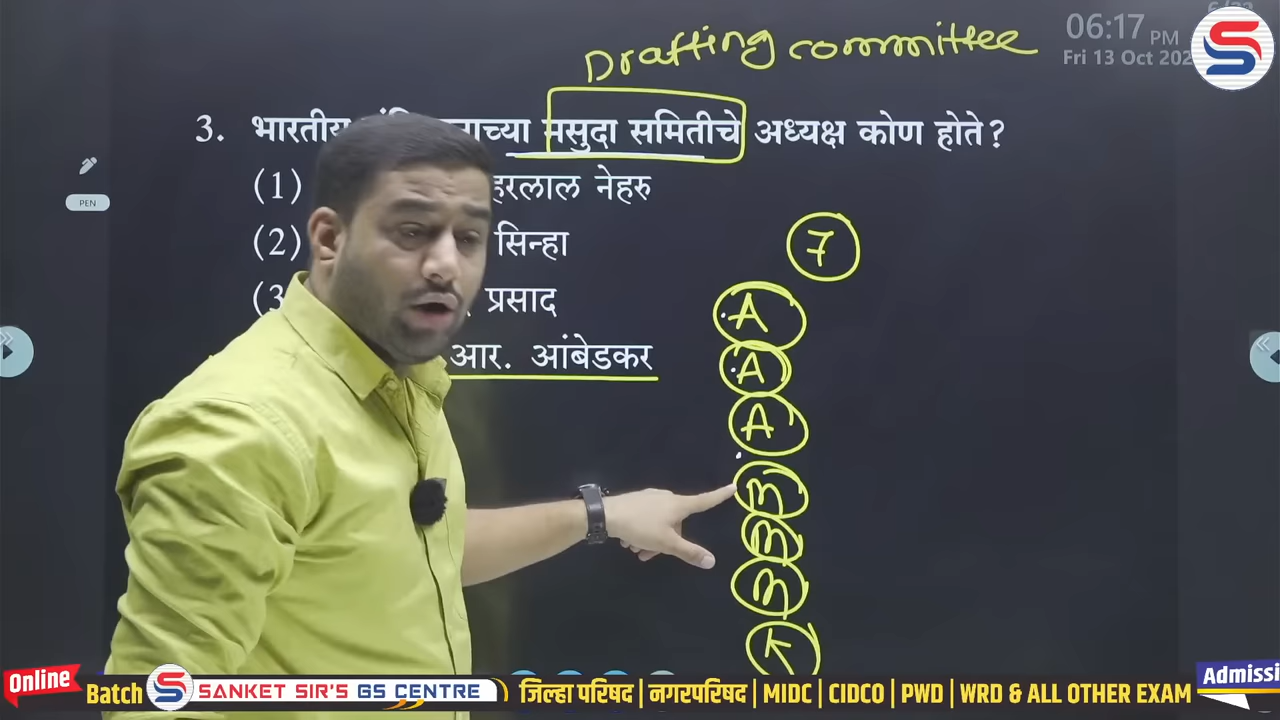 06:17 PM
Fri 13 Oct 202
Drafting committee
3. भारतीय मसुदा समितीचे अध्यक्ष कोण होते?
(1) नेहरु
(2) सिन्हा
प्रसाद
आर. आंबेडकर
7
A
A
A
m
m
m
K
PEN
Online Batch S SANKET SIR'S GS CENTRE जिल्हा परिषद | नगरपरिषद | MIDC | CIDCO | PWD | WRD & ALL OTHER EXAM
Admissi